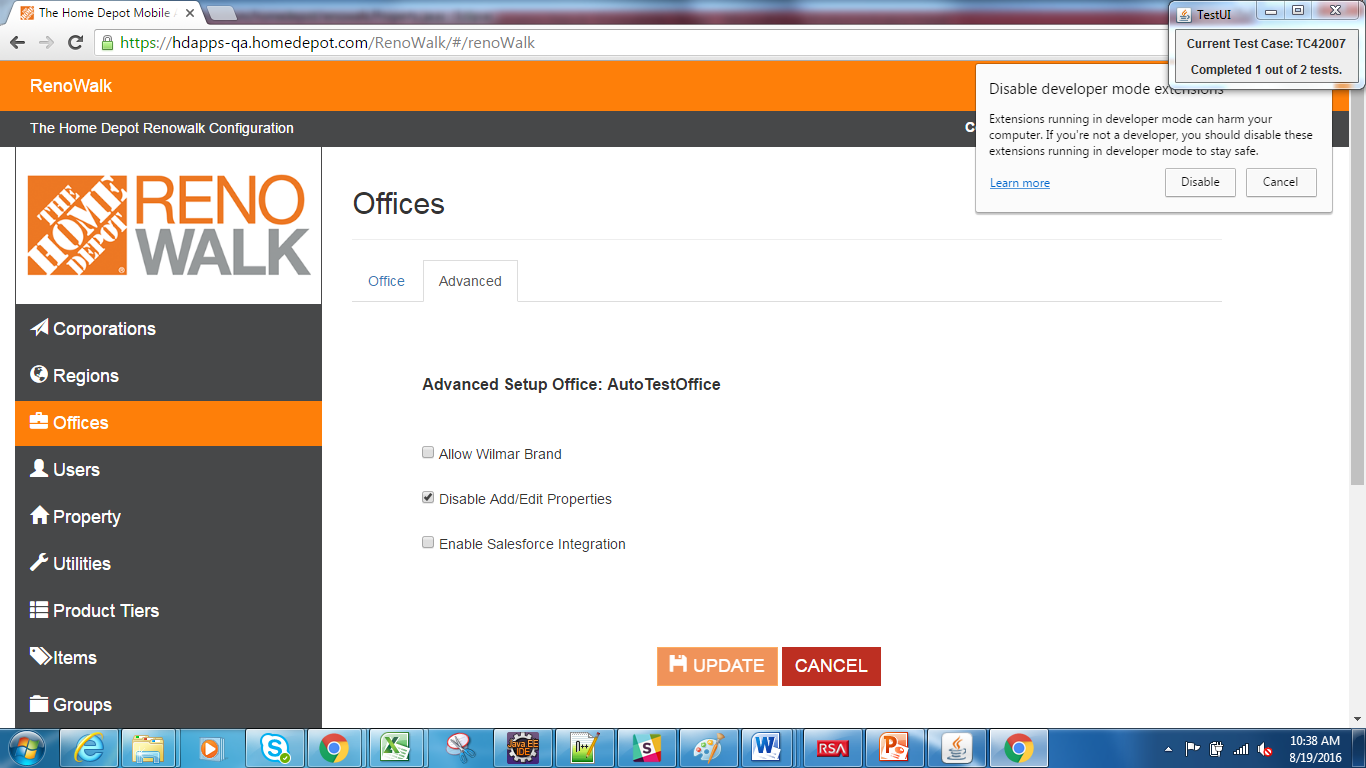 The Home Depot Mobile
https://hdapps-qa.homedepot.com/RenoWalk/#/renoWalk
TestUI
Current Test Case: TC42007
Completed 1 out of 2 tests.
RenoWalk
Disable developer mode extensions
Extensions running in developer mode can harm your
computer. If you're not a developer, you should disable these
extensions running in developer mode to stay safe.
Learn more
Disable
Cancel
The Home Depot Renowalk Configuration
THE HOME DEPOT
RENO
WALK
Offices
Office
Advanced
Corporations
Regions
Offices
Users
Property
Utilities
Product Tiers
Items
Groups
Advanced Setup Office: AutoTestOffice
Allow Wilmar Brand
Disable Add/Edit Properties
Enable Salesforce Integration
UPDATE
CANCEL
Java EE
IDE
RSA
10:38 AM
8/19/2016